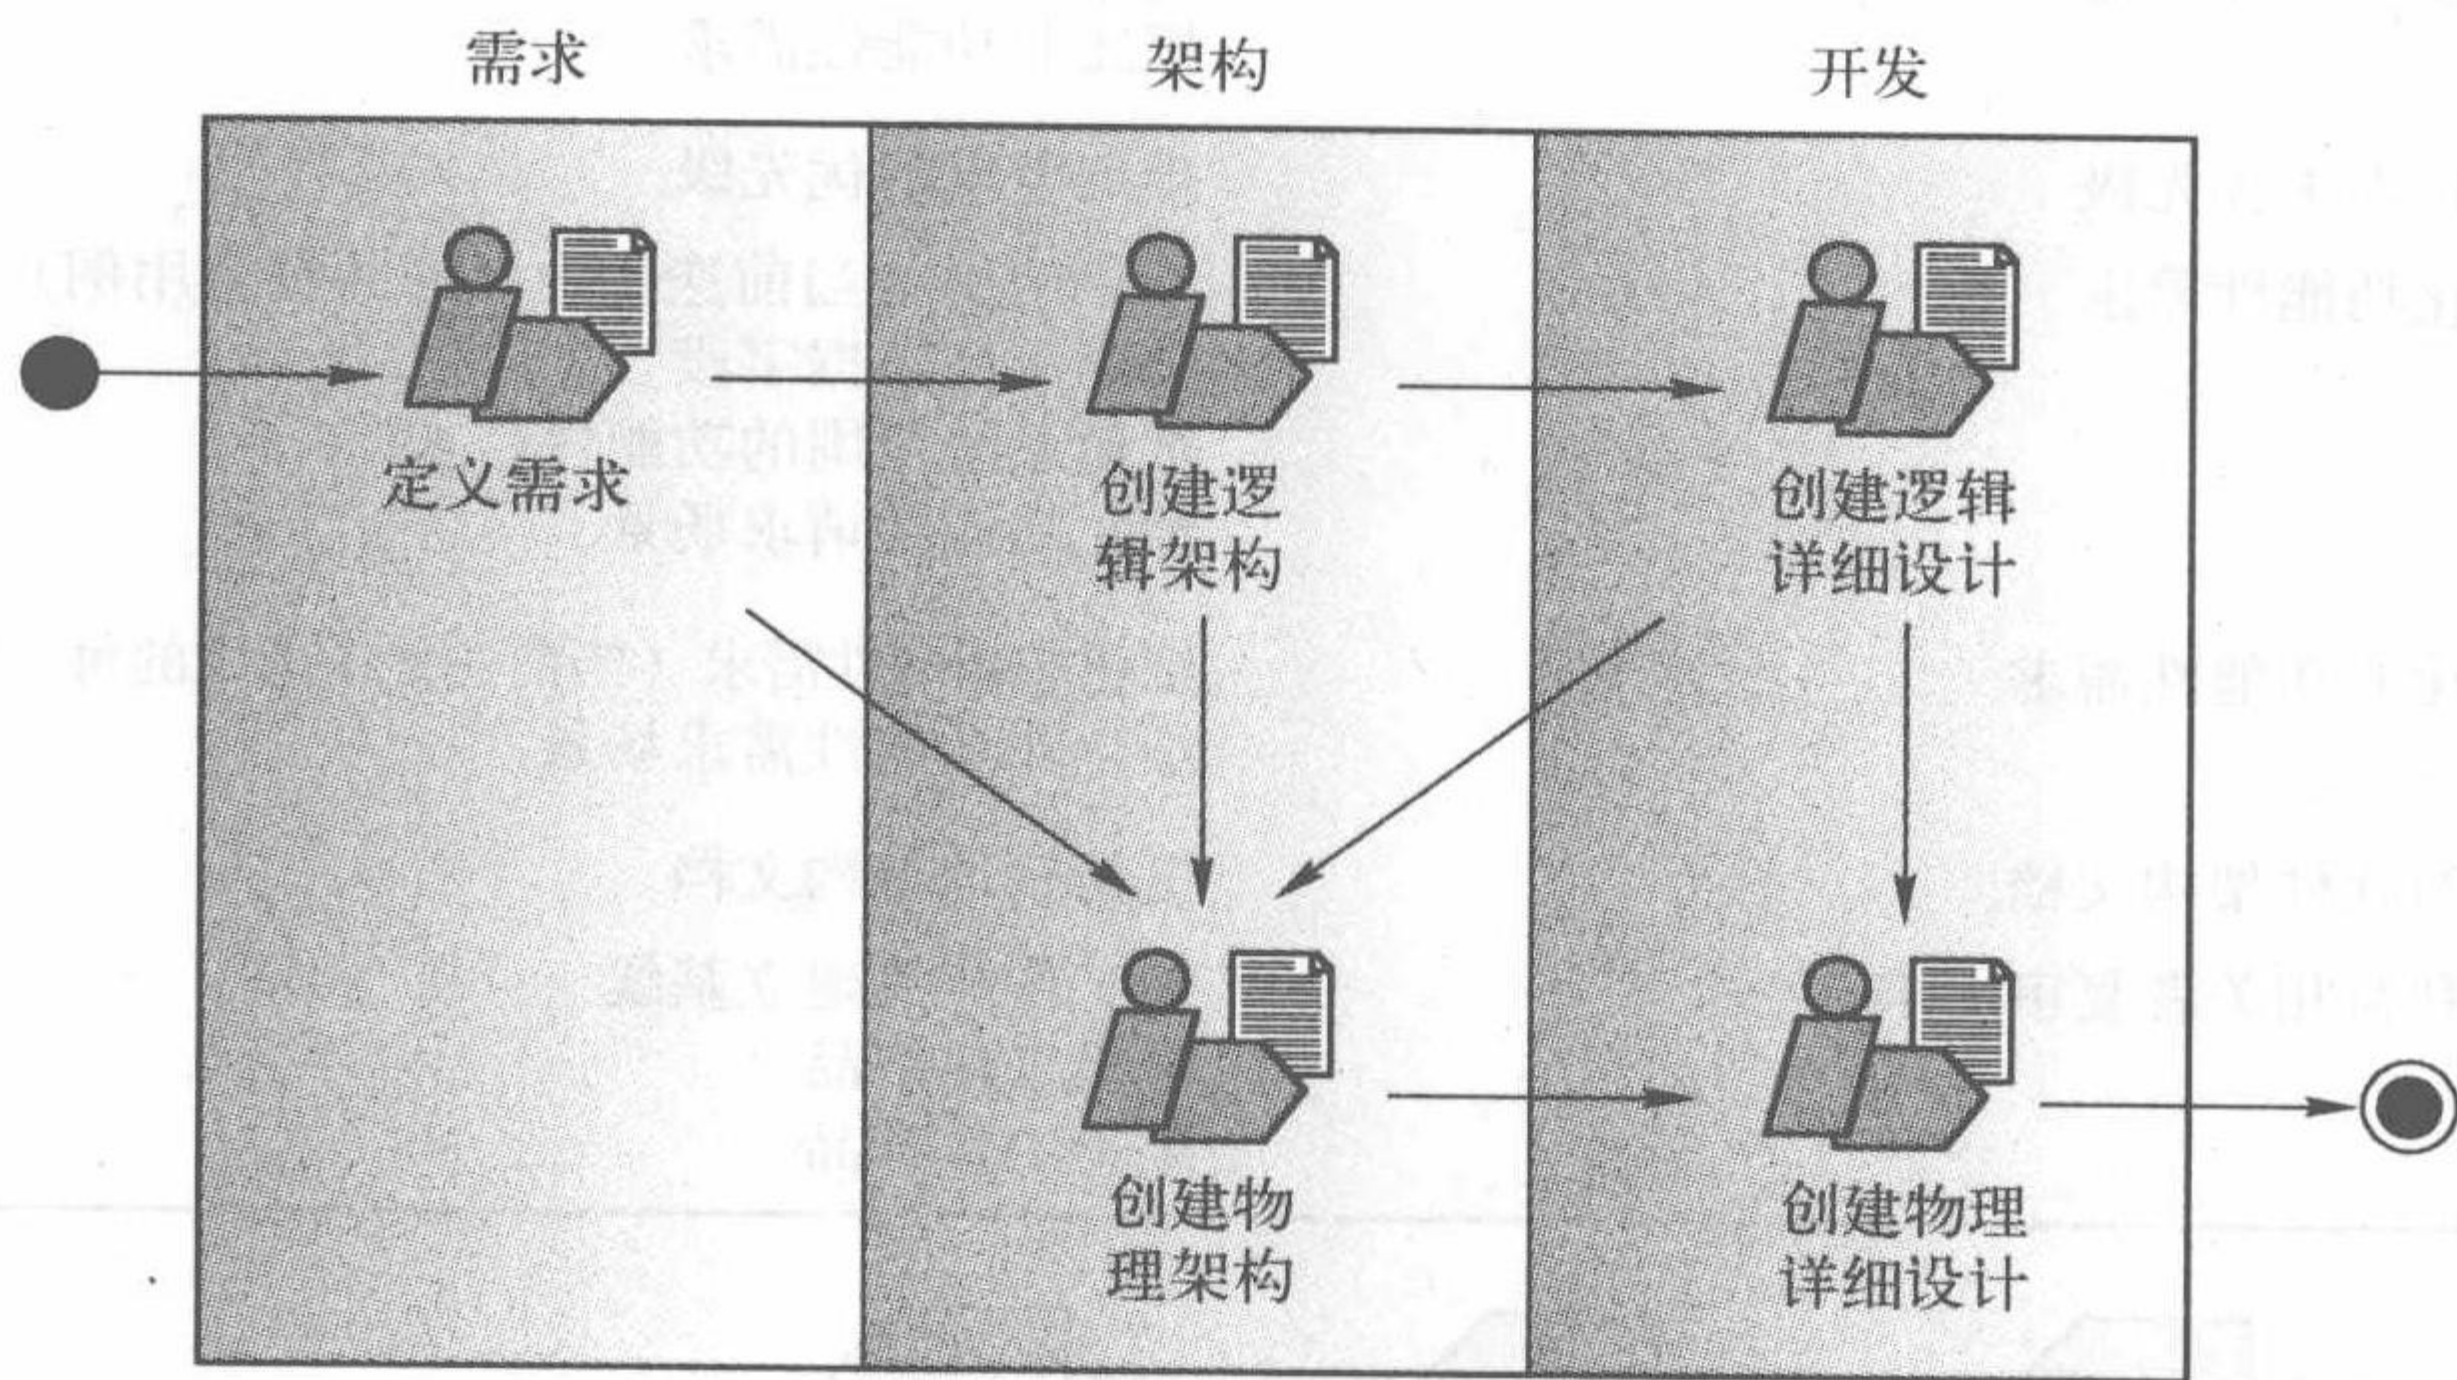 需求
架构
开发
定义需求
创建逻
辑架构
创建逻辑
详细设计
创建物
理架构
创建物理
详细设计